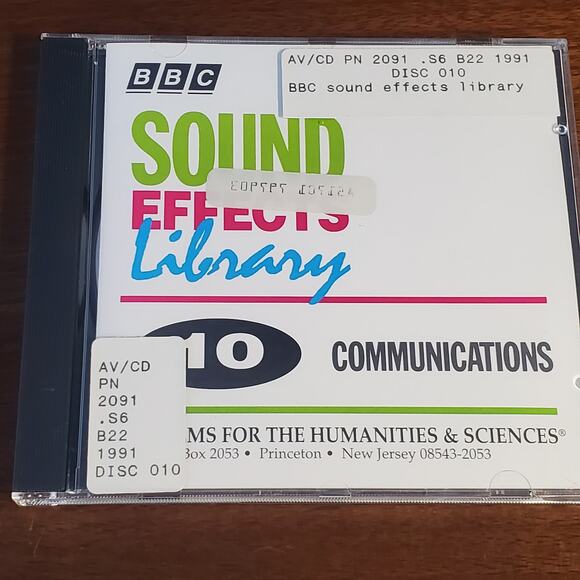 BBC
AV/CD PN 2091 .S6 B22 1991
DISC 010
BBC sound effects library
SOUND
EFFECTS
Library
10 COMMUNICATIONS
AV/CD
PN
2091
.S6
B22
1991
DISC 010
MS FOR THE HUMANITIES & SCIENCES®
Box 2053 • Princeton • New Jersey 08543-2053